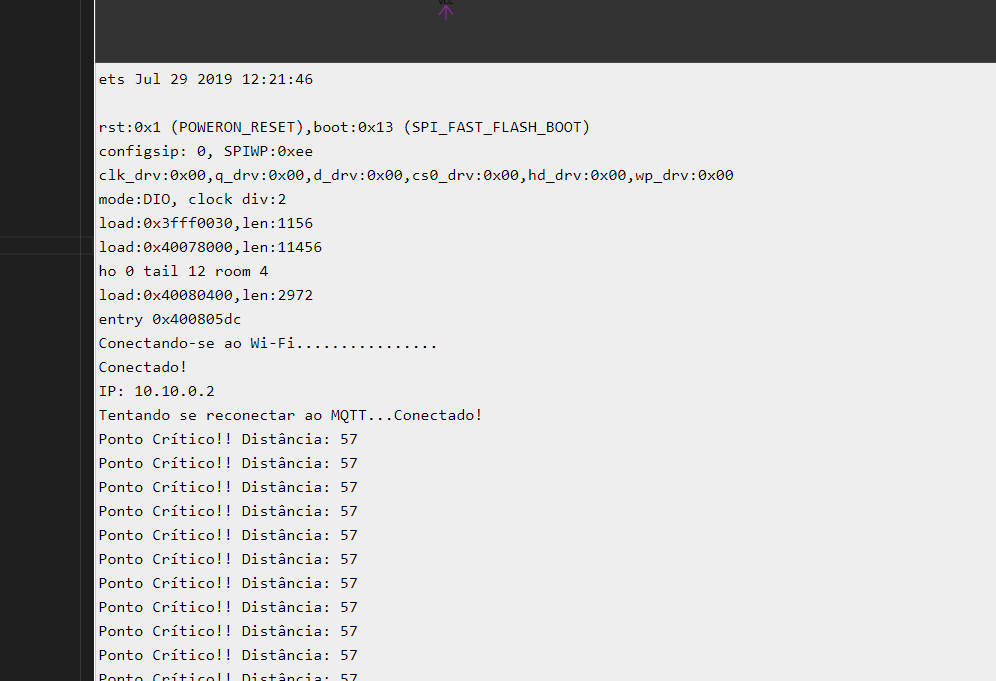 VCC
ets Jul 29 2019 12:21:46
rst:0x1 (POWERON_RESET),boot:0x13 (SPI_FAST_FLASH_BOOT)
configsip: 0, SPIWP:0xee
clk_drv:0x00,q_drv:0x00,d_drv:0x00,cs0_drv:0x00,hd_drv:0x00,wp_drv:0x00
mode:DIO, clock div:2
load:0x3fff0030,len:1156
load:0x40078000,len:11456
ho 0 tail 12 room 4
load:0x40080400,len:2972
entry 0x400805dc
Conectando-se ao Wi-Fi................
Conectado!
IP: 10.10.0.2
Tentando se reconectar ao MQTT...Conectado!
Ponto Crítico!! Distância: 57
Ponto Crítico!! Distância: 57
Ponto Crítico!! Distância: 57
Ponto Crítico!! Distância: 57
Ponto Crítico!! Distância: 57
Ponto Crítico!! Distância: 57
Ponto Crítico!! Distância: 57
Ponto Crítico!! Distância: 57
Ponto Crítico!! Distância: 57
Ponto Crítico!! Distância: 57
Ponto Crítico!! Distância: 57